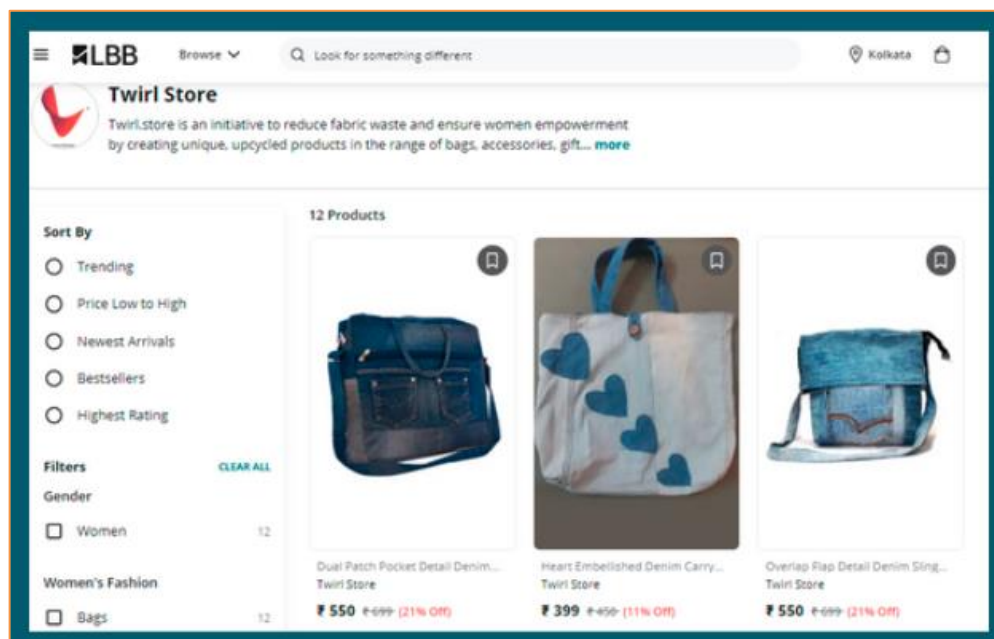 LBB
Browse
Look for something different
Kolkata
Twirl Store
Twirl.store is an initiative to reduce fabric waste and ensure women empowerment
by creating unique, upcycled products in the range of bags, accessories, gift... more
12 Products
Sort By
Trending
Price Low to High
Newest Arrivals
Bestsellers
Highest Rating
Filters
CLEAR ALL
Gender
Women
12
Women's Fashion
Bags
12
Dual Patch Pocket Detail Denim...
Twirl Store
₹ 550 ₹ 699 (21% Off)
Heart Embellished Denim Carry...
Twirl Store
₹ 399 ₹ 450 (11% Off)
Overlap Flap Detail Denim Sling...
Twirl Store
₹ 550 ₹ 699 (21% Off)